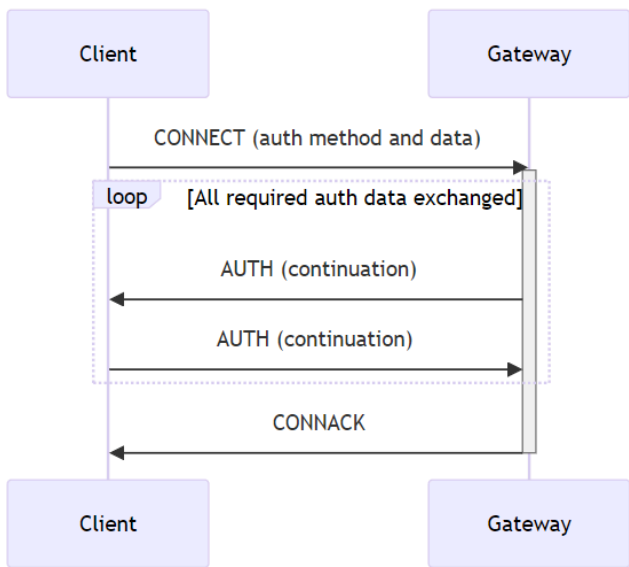 Client
Gateway
CONNECT (auth method and data)
loop
[All required auth data exchanged]
AUTH (continuation)
AUTH (continuation)
CONNACK
Client
Gateway